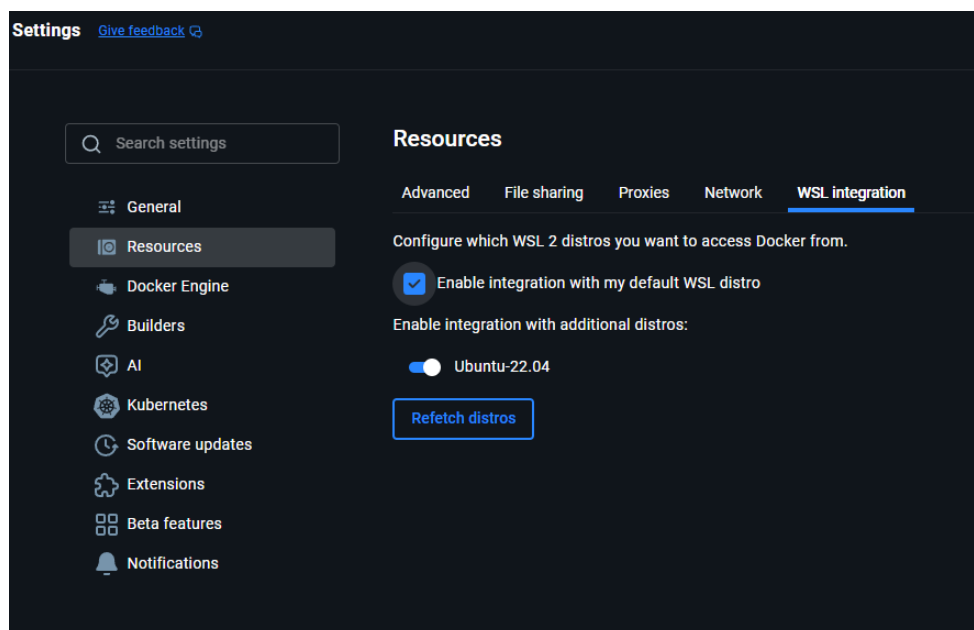 Settings Give feedback
Search settings
General
Resources
Docker Engine
Builders
AI
Kubernetes
Software updates
Extensions
Beta features
Notifications
Resources
Advanced File sharing Proxies Network WSL integration
Configure which WSL 2 distros you want to access Docker from.
Enable integration with my default WSL distro
Enable integration with additional distros:
Ubuntu-22.04
Refetch distros